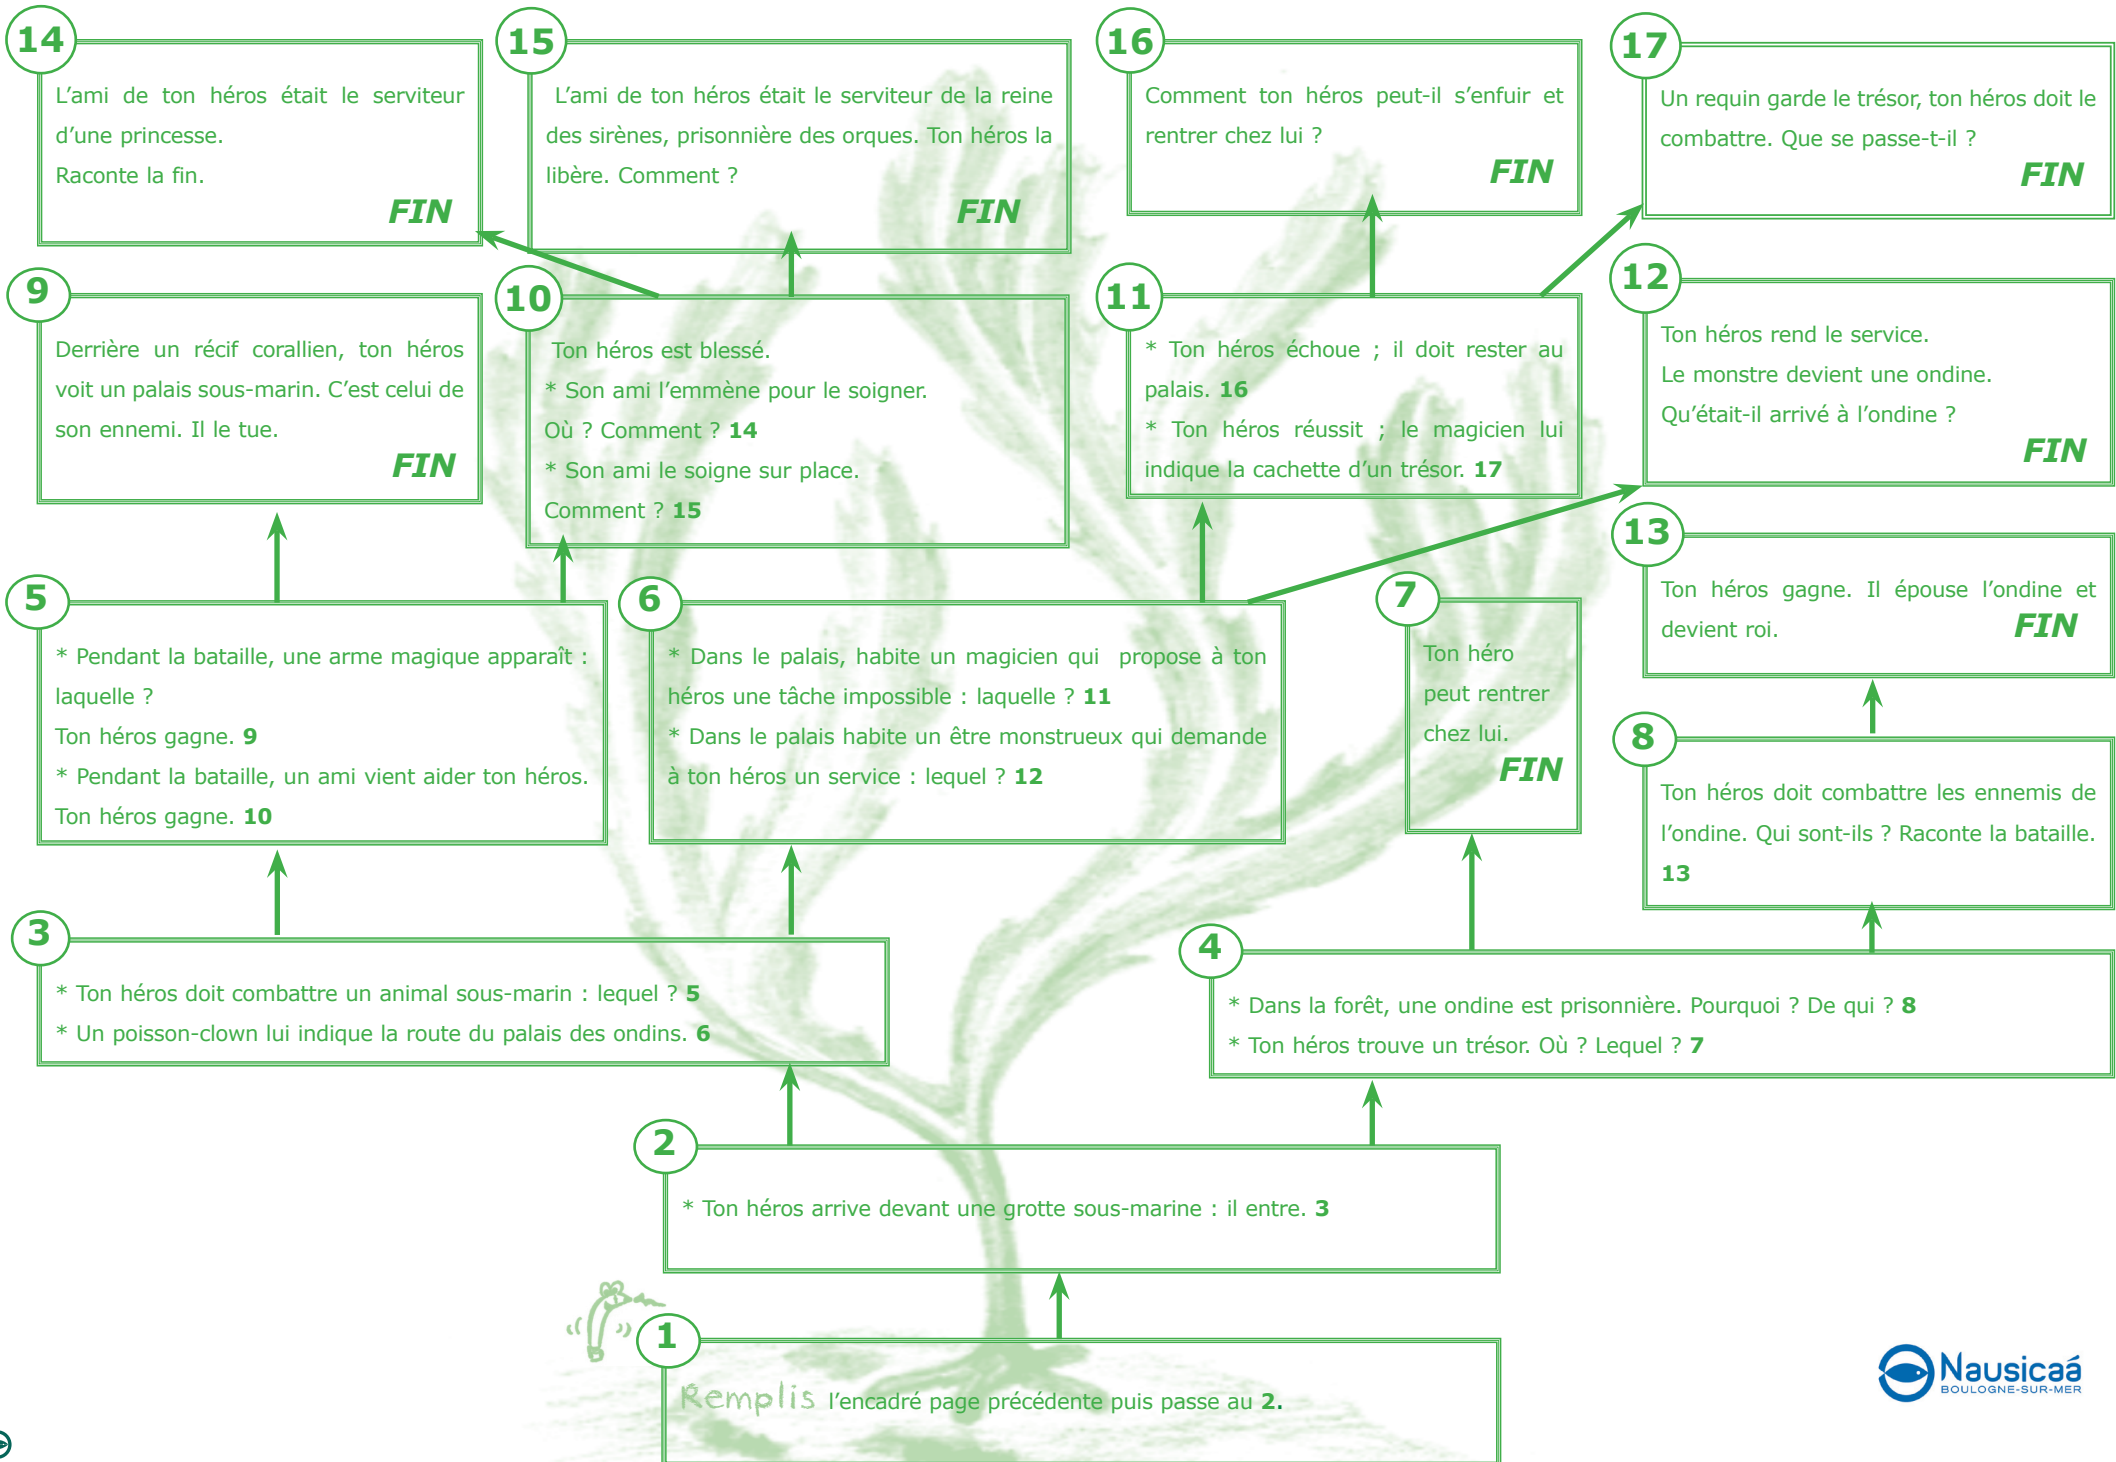 14
L'ami de ton héros était le serviteur
d'une princesse.
Raconte la fin.
FIN
15
L'ami de ton héros était le serviteur de la reine
des sirènes, prisonnière des orques. Ton héros la
libère. Comment ?
FIN
16
Comment ton héros peut-il s'enfuir et
rentrer chez lui ?
FIN
17
Un requin garde le trésor, ton héros doit le
combattre. Que se passe-t-il ?
FIN
9
Derrière un récif corallien, ton héros
voit un palais sous-marin. C'est celui de
son ennemi. Il le tue.
FIN
10
Ton héros est blessé.
* Son ami l'emmène pour le soigner.
Où ? Comment ? 14
* Son ami le soigne sur place.
Comment ? 15
11
* Ton héros échoue ; il doit rester au
palais. 16
* Ton héros réussit ; le magicien lui
indique la cachette d'un trésor. 17
12
Ton héros rend le service.
Le monstre devient une ondine.
Qu'était-il arrivé à l'ondine ?
FIN
13
Ton héros gagne. Il épouse l'ondine et
devient roi.
FIN
5
* Pendant la bataille, une arme magique apparaît :
laquelle ?
Ton héros gagne. 9
* Pendant la bataille, un ami vient aider ton héros.
Ton héros gagne. 10
6
* Dans le palais, habite un magicien qui propose à ton
héros une tâche impossible : laquelle ? 11
* Dans le palais habite un être monstrueux qui demande
à ton héros un service : lequel ? 12
7
Ton héro
peut rentrer
chez lui.
FIN
8
Ton héros doit combattre les ennemis de
l'ondine. Qui sont-ils ? Raconte la bataille.
13
3
* Ton héros doit combattre un animal sous-marin : lequel ? 5
* Un poisson-clown lui indique la route du palais des ondins. 6
4
* Dans la forêt, une ondine est prisonnière. Pourquoi ? De qui ? 8
* Ton héros trouve un trésor. Où ? Lequel ? 7
2
* Ton héros arrive devant une grotte sous-marine : il entre. 3
1
Remplis l'encadré page précédente puis passe au 2.
Nausicaá
BOULOGNE-SUR-MER